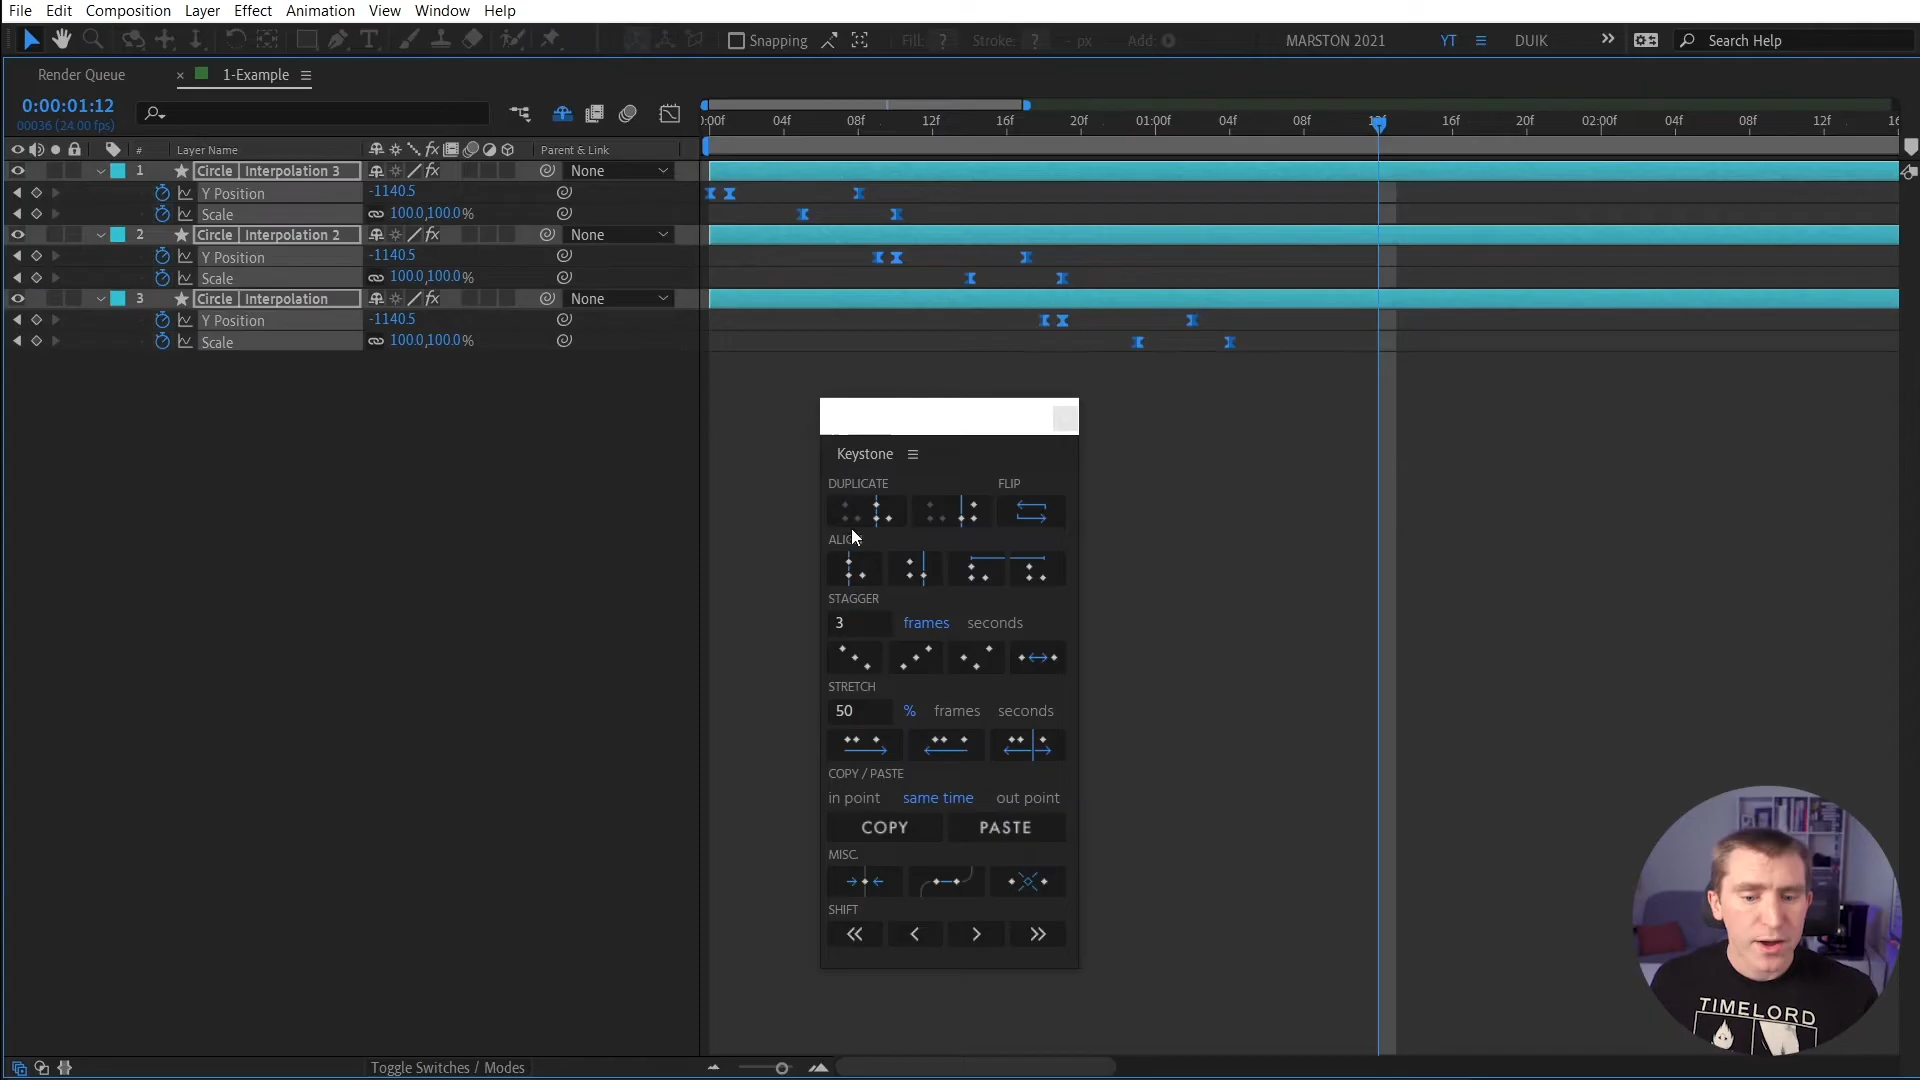 File Edit Composition Layer Effect Animation View Window Help
Snapping Fill: ? Stroke: ? - px Add: MARSTON 2021 YT DUIK Search Help
Render Queue × 1-Example
0:00:01:12
00036 (24.00 fps)
0:00f 04f 08f 12f 16f 20f 01:00f 04f 08f 12f 16f 20f 02:00f 04f 08f 12f 16
# Layer Name fx Parent & Link
1 Circle | Interpolation 3 fx None
Y Position -1140.5
Scale 100.0,100.0 %
2 Circle | Interpolation 2 fx None
Y Position -1140.5
Scale 100.0,100.0 %
3 Circle | Interpolation fx None
Y Position -1140.5
Scale 100.0,100.0 %
Keystone
DUPLICATE FLIP
STAGGER
3 frames seconds
STRETCH
50 % frames seconds
COPY / PASTE
in point same time out point
COPY PASTE
MISC.
SHIFT
TIMELORD
Toggle Switches / Modes